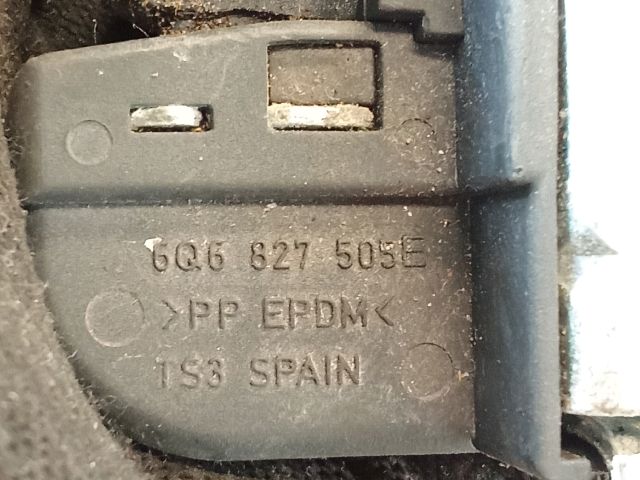 6Q6 827 505E
>PP EPDM<
TS3 SPAIN